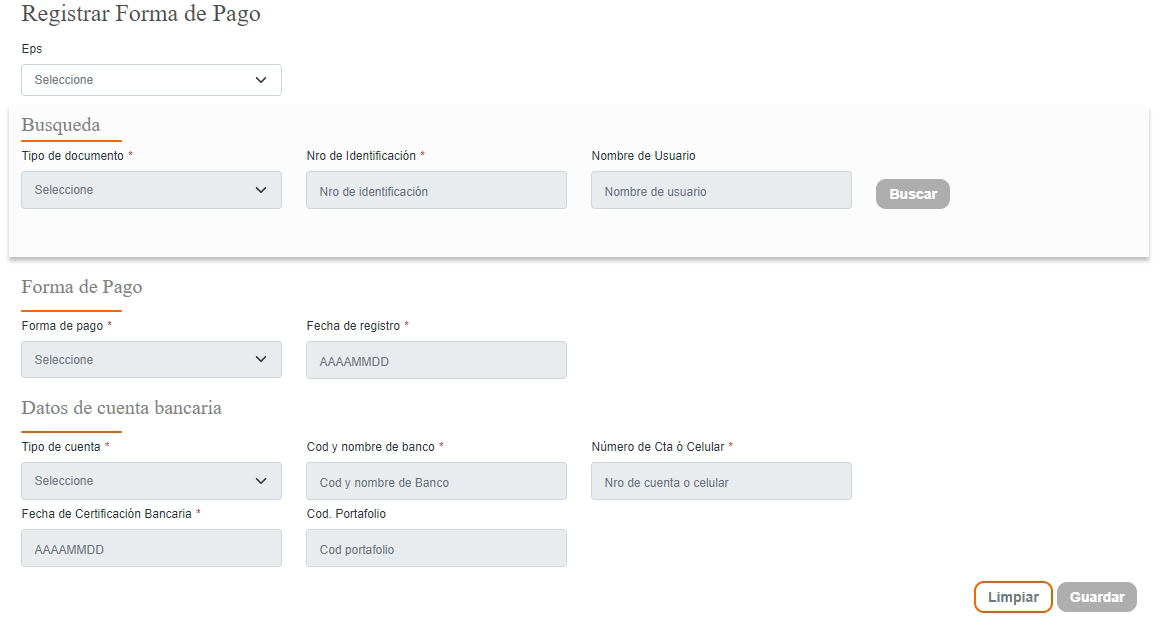 Registrar Forma de Pago
Eps
Seleccione
Busqueda
Tipo de documento * Nro de Identificación * Nombre de Usuario
Seleccione Nro de identificación Nombre de usuario Buscar
Forma de Pago
Forma de pago * Fecha de registro *
Seleccione AAAAMMDD
Datos de cuenta bancaria
Tipo de cuenta * Cod y nombre de banco * Número de Cta ó Celular *
Seleccione Cod y nombre de Banco Nro de cuenta o celular
Fecha de Certificación Bancaria * Cod. Portafolio
AAAAMMDD Cod portafolio
Limpiar Guardar